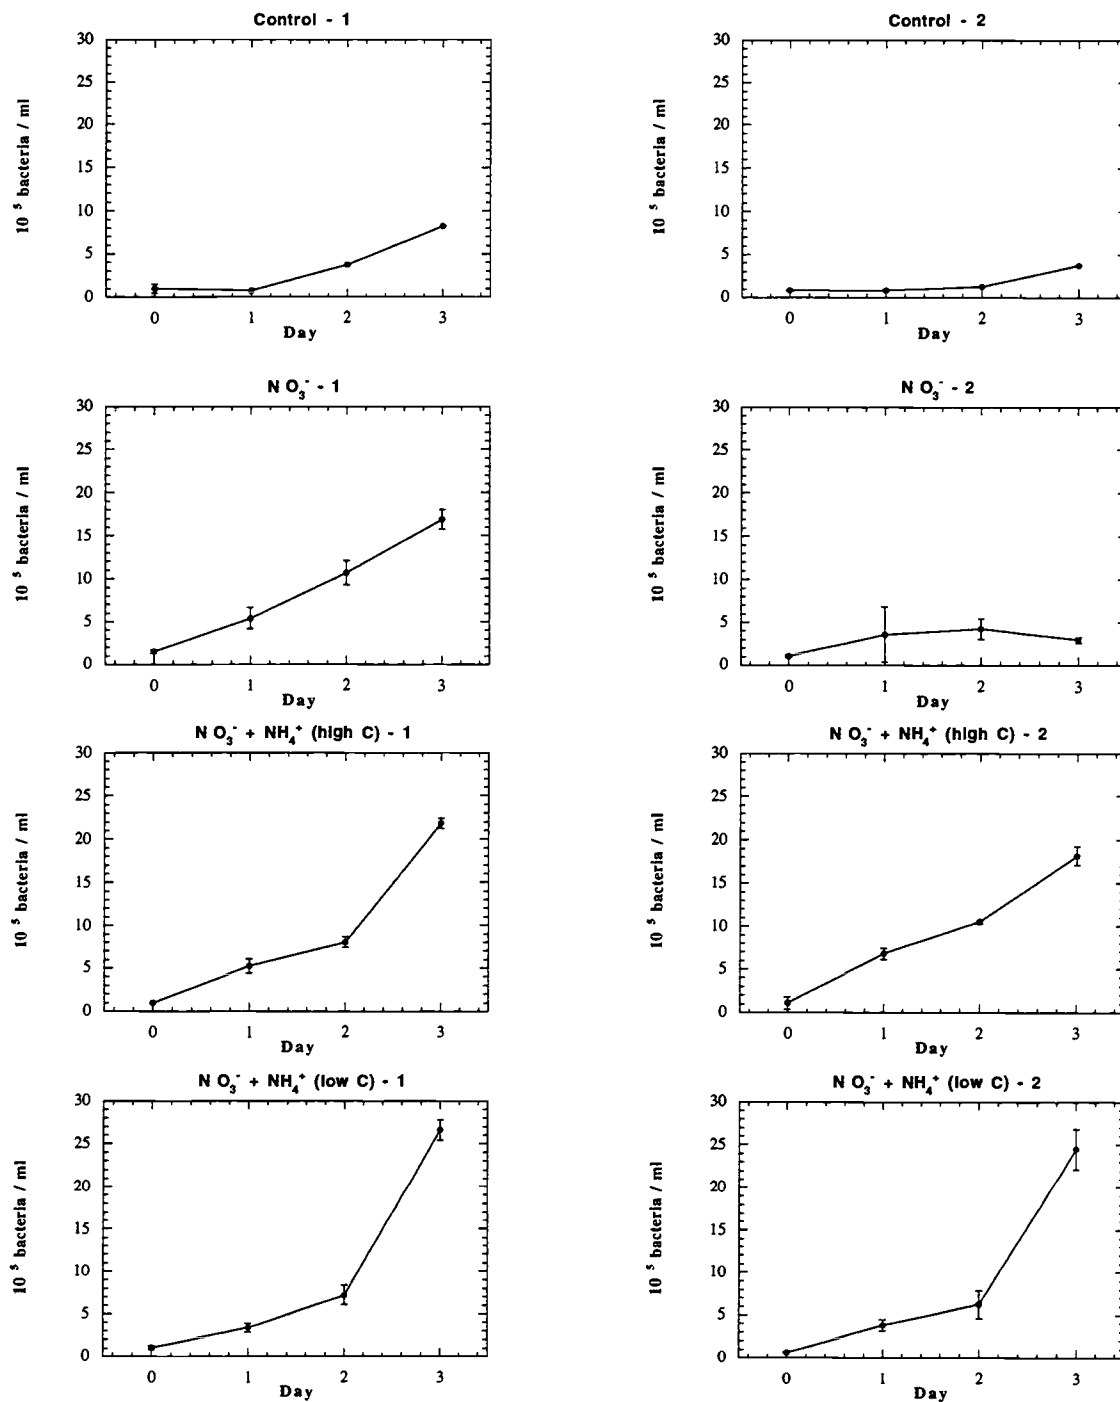 Control - 1
30
25
20
15
10
5
0
10 5 bacteria / ml
0 1 2 3
Day
Control - 2
30
25
20
15
10
5
0
10 5 bacteria / ml
0 1 2 3
Day
N O3- - 1
30
25
20
15
10
5
0
10 5 bacteria / ml
0 1 2 3
Day
N O3- - 2
30
25
20
15
10
5
0
10 5 bacteria / ml
0 1 2 3
Day
N O3- + NH4+ (high C) - 1
30
25
20
15
10
5
0
10 5 bacteria / ml
0 1 2 3
Day
N O3- + NH4+ (high C) - 2
30
25
20
15
10
5
0
10 5 bacteria / ml
0 1 2 3
Day
N O3- + NH4+ (low C) - 1
30
25
20
15
10
5
0
10 5 bacteria / ml
0 1 2 3
Day
N O3- + NH4+ (low C) - 2
30
25
20
15
10
5
0
10 5 bacteria / ml
0 1 2 3
Day